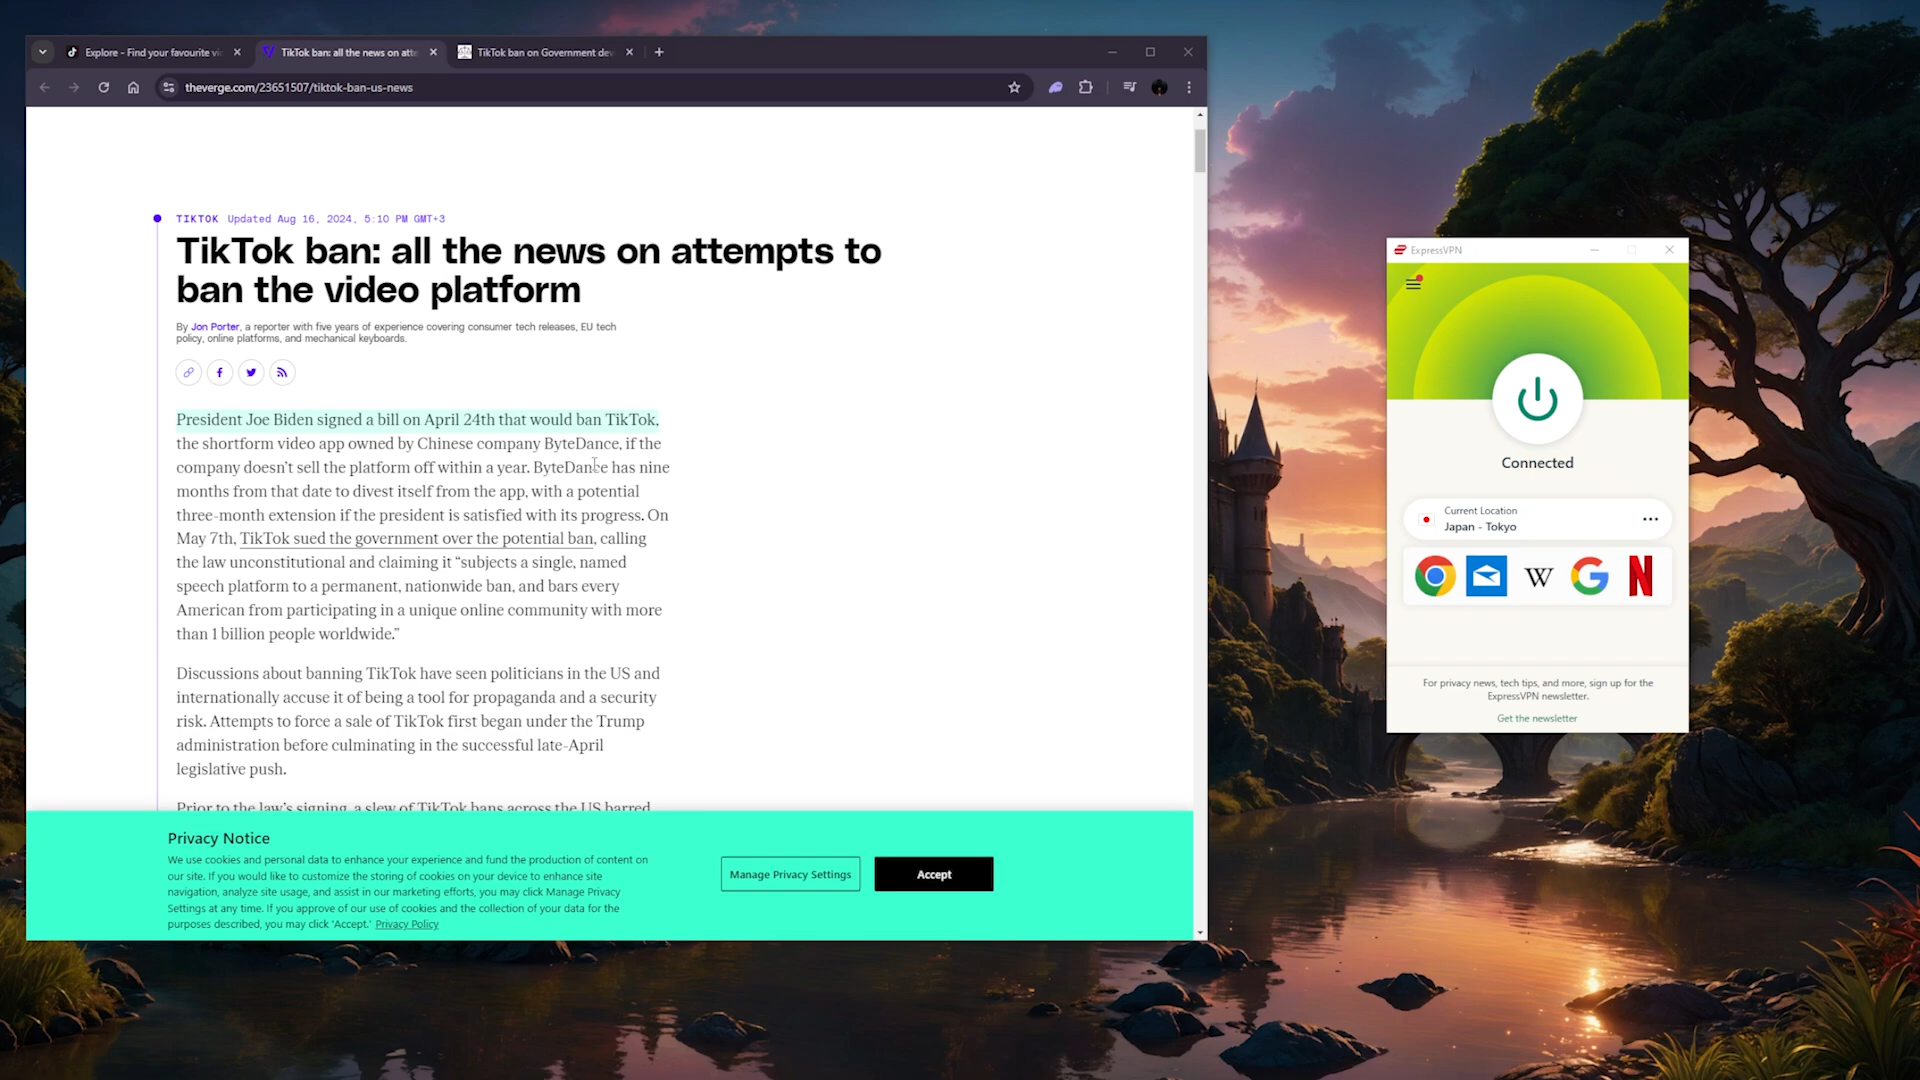 Explore - Find your favourite vi
TikTok ban: all the news on atte
TikTok ban on Government dev
theverge.com/23651507/tiktok-ban-us-news
TIKTOK Updated Aug 16, 2024, 5:10 PM GMT+3
TikTok ban: all the news on attempts to
ban the video platform
By Jon Porter, a reporter with five years of experience covering consumer tech releases, EU tech
policy, online platforms, and mechanical keyboards.
President Joe Biden signed a bill on April 24th that would ban TikTok,
the shortform video app owned by Chinese company ByteDance, if the
company doesn't sell the platform off within a year. ByteDance has nine
months from that date to divest itself from the app, with a potential
three-month extension if the president is satisfied with its progress. On
May 7th, TikTok sued the government over the potential ban, calling
the law unconstitutional and claiming it “subjects a single, named
speech platform to a permanent, nationwide ban, and bars every
American from participating in a unique online community with more
than 1 billion people worldwide.”
Discussions about banning TikTok have seen politicians in the US and
internationally accuse it of being a tool for propaganda and a security
risk. Attempts to force a sale of TikTok first began under the Trump
administration before culminating in the successful late-April
legislative push.
Prior to the law's signing, a slew of TikTok bans across the US barred
Privacy Notice
We use cookies and personal data to enhance your experience and fund the production of content on
our site. If you would like to customize the storing of cookies on your device to enhance site
navigation, analyze site usage, and assist in our marketing efforts, you may click Manage Privacy
Settings at any time. If you approve of our use of cookies and the collection of your data for the
purposes described, you may click 'Accept.' Privacy Policy
Manage Privacy Settings
Accept
ExpressVPN
Connected
Current Location
Japan - Tokyo
W
G
N
For privacy news, tech tips, and more, sign up for the
ExpressVPN newsletter.
Get the newsletter